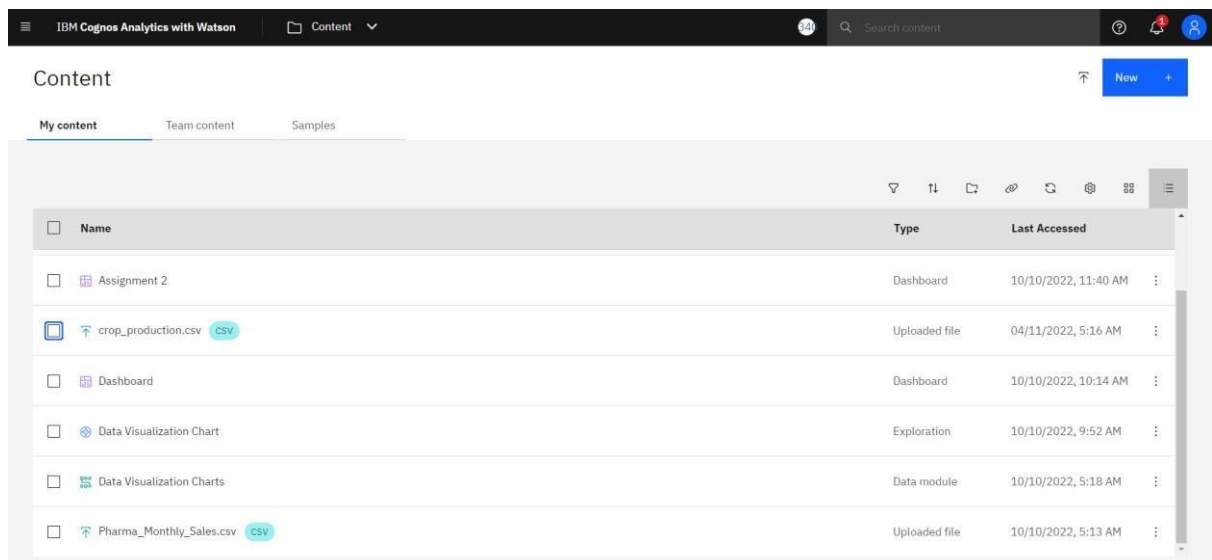 IBM Cognos Analytics with Watson Content 340 Search content 1
Content New +
My content Team content Samples
Name Type Last Accessed
Assignment 2 Dashboard 10/10/2022, 11:40 AM
crop_production.csv CSV Uploaded file 04/11/2022, 5:16 AM
Dashboard Dashboard 10/10/2022, 10:14 AM
Data Visualization Chart Exploration 10/10/2022, 9:52 AM
Data Visualization Charts Data module 10/10/2022, 5:18 AM
Pharma_Monthly_Sales.csv CSV Uploaded file 10/10/2022, 5:13 AM